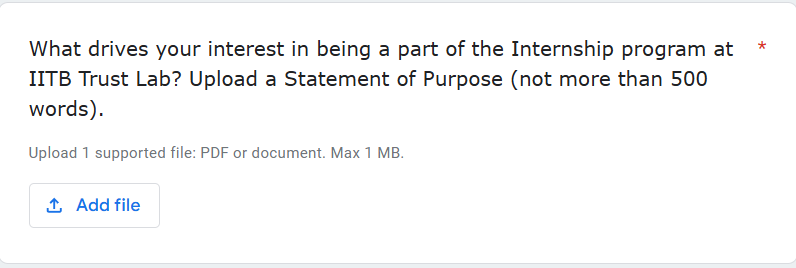 What drives your interest in being a part of the Internship program at *
IITB Trust Lab? Upload a Statement of Purpose (not more than 500
words).
Upload 1 supported file: PDF or document. Max 1 MB.
Add file